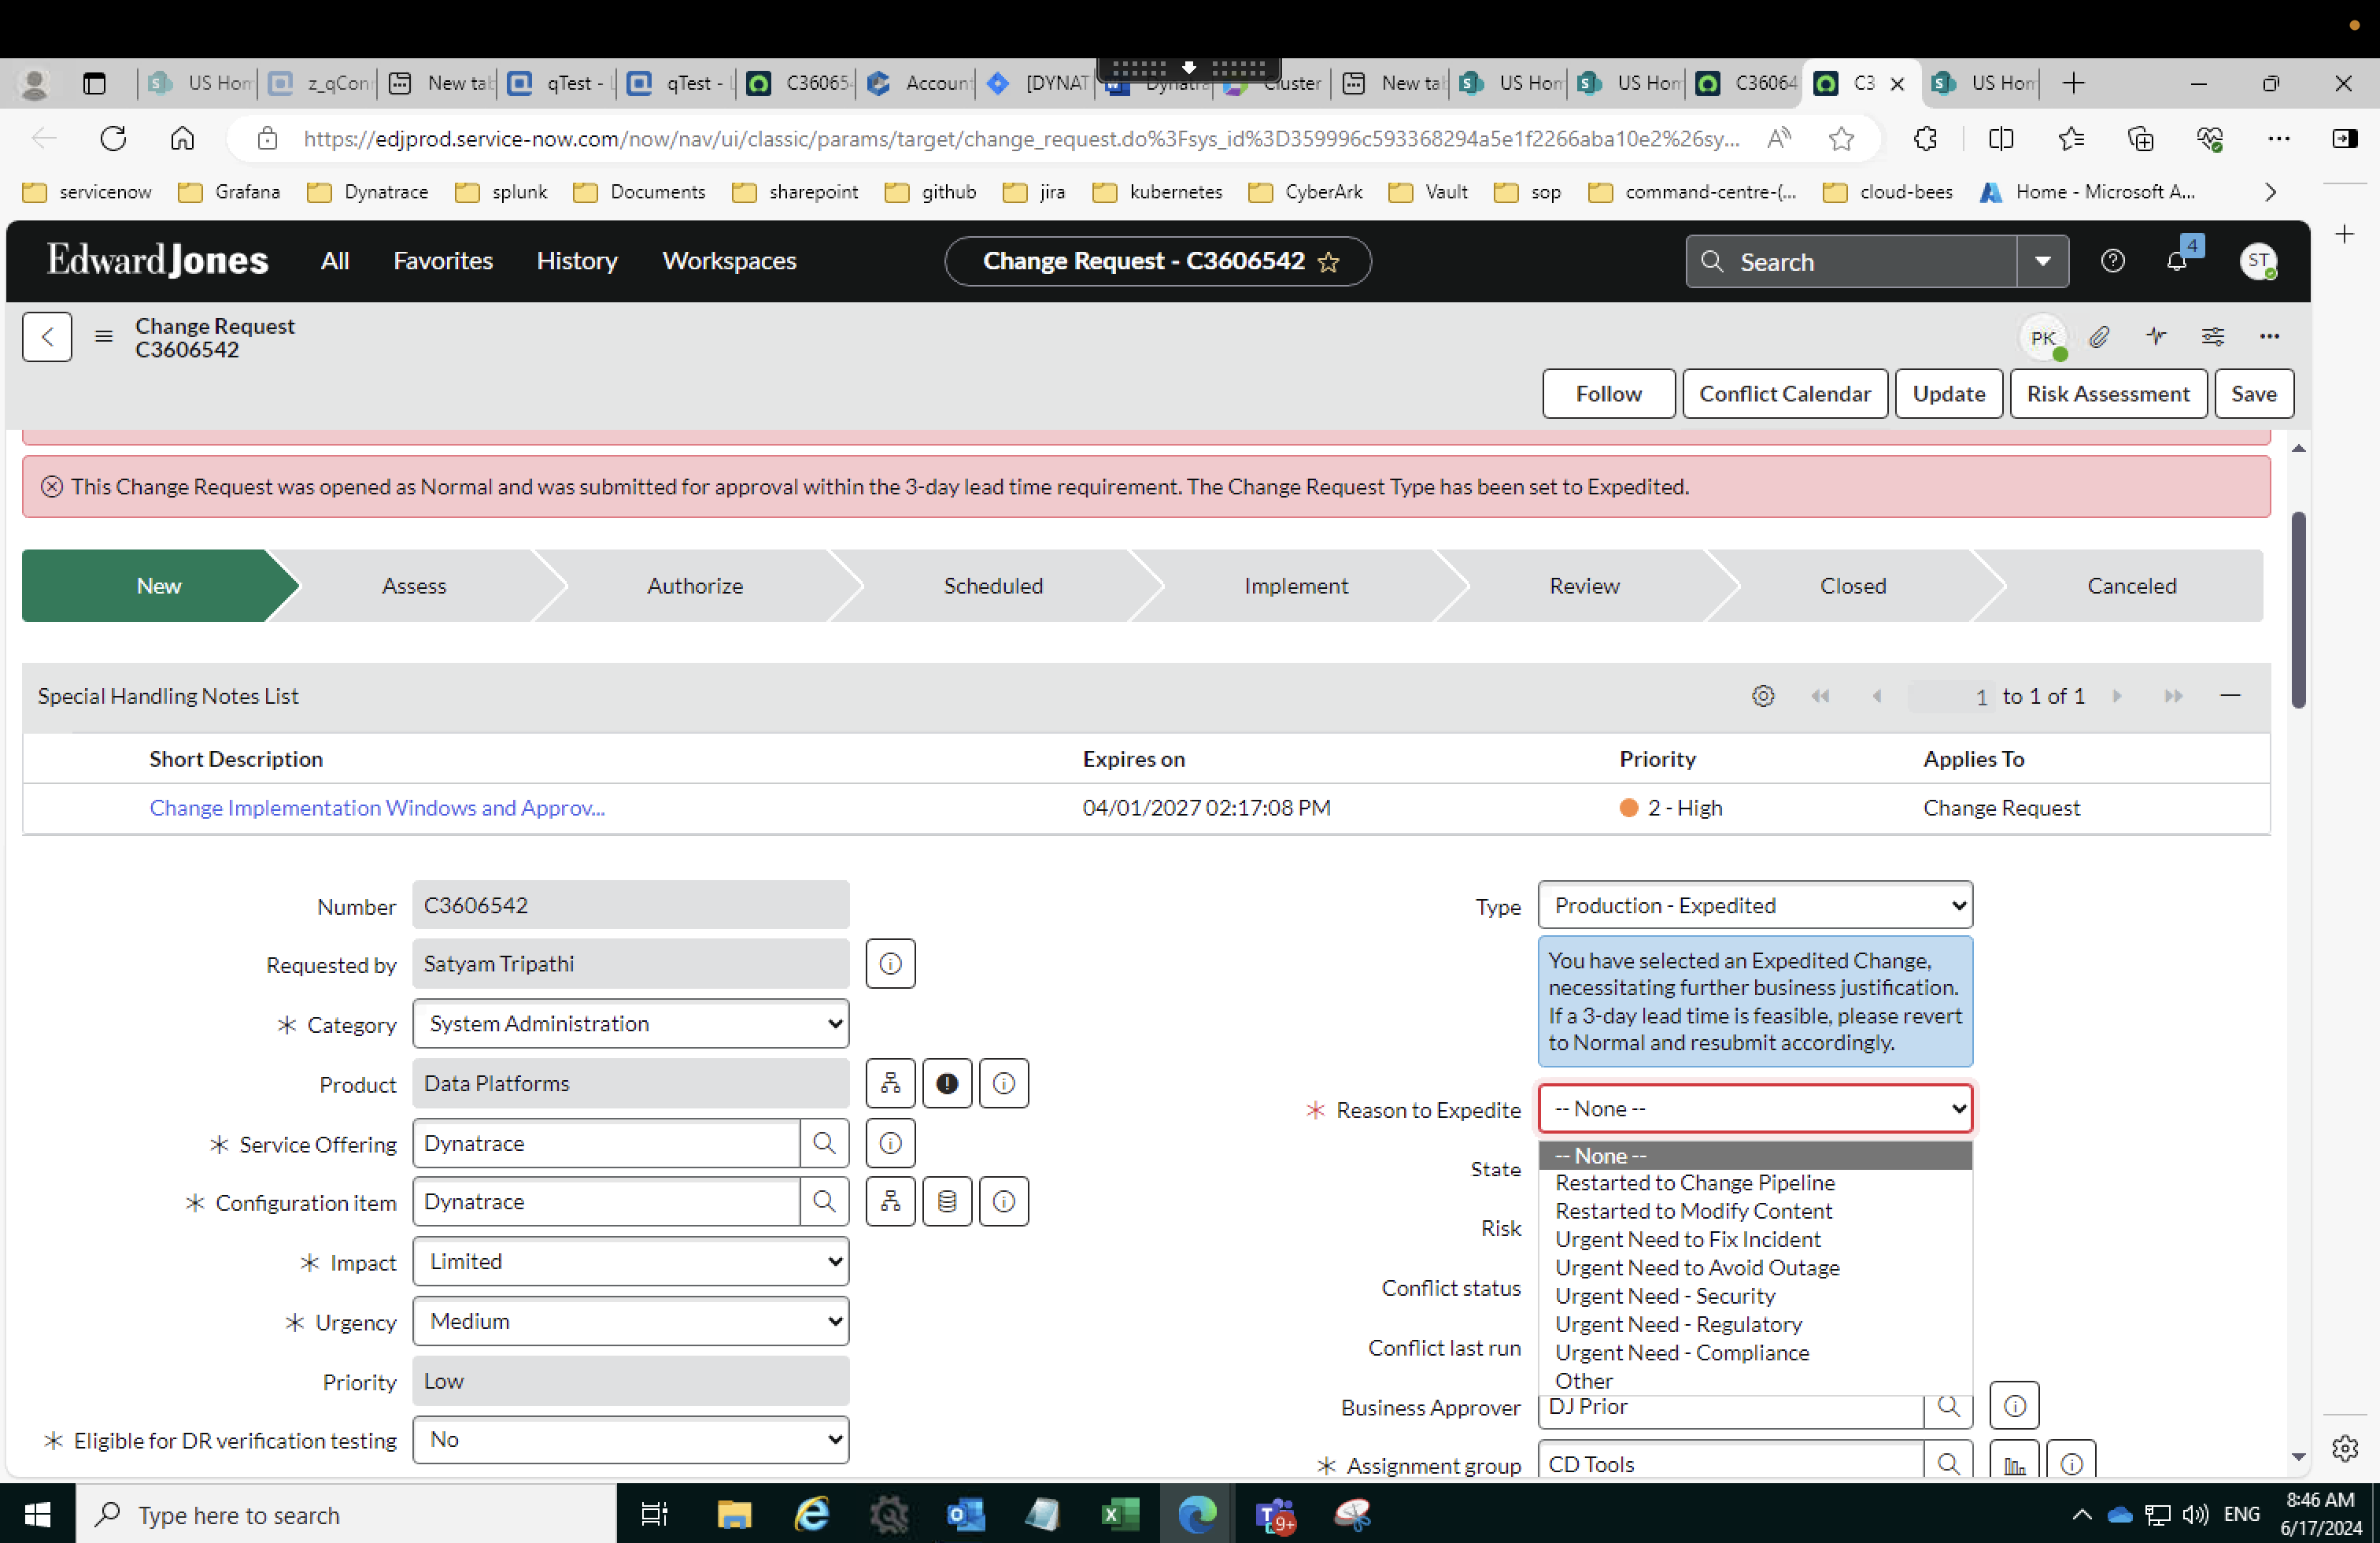 US Hom
z_qConn
New tab
qTest - L
qTest - L
C360654
Account
[DYNAT
Dynatra
Cluster
New tab
US Hom
US Hom
C36064
C3
US Hom
https://edjprod.service-now.com/now/nav/ui/classic/params/target/change_request.do%3Fsys_id%3D359996c593368294a5e1f2266aba10e2%26sy...
servicenow Grafana Dynatrace splunk Documents sharepoint github jira kubernetes CyberArk Vault sop command-centre-(... cloud-bees Home - Microsoft A...
Edward Jones All Favorites History Workspaces Change Request - C3606542 Search 4 ST
Change Request
C3606542
PK
Follow Conflict Calendar Update Risk Assessment Save
This Change Request was opened as Normal and was submitted for approval within the 3-day lead time requirement. The Change Request Type has been set to Expedited.
New Assess Authorize Scheduled Implement Review Closed Canceled
Special Handling Notes List 1 to 1 of 1
Short Description Expires on Priority Applies To
Change Implementation Windows and Approv... 04/01/2027 02:17:08 PM 2 - High Change Request
Number C3606542
Requested by Satyam Tripathi
* Category System Administration
Product Data Platforms
* Service Offering Dynatrace
* Configuration item Dynatrace
* Impact Limited
* Urgency Medium
Priority Low
* Eligible for DR verification testing No
Type Production - Expedited
You have selected an Expedited Change,
necessitating further business justification.
If a 3-day lead time is feasible, please revert
to Normal and resubmit accordingly.
* Reason to Expedite -- None --
-- None --
Restarted to Change Pipeline
Restarted to Modify Content
Urgent Need to Fix Incident
Urgent Need to Avoid Outage
Urgent Need - Security
Urgent Need - Regulatory
Urgent Need - Compliance
Other
State
Risk
Conflict status
Conflict last run
Business Approver DJ Prior
* Assignment group CD Tools
Type here to search
9+
ENG
8:46 AM
6/17/2024